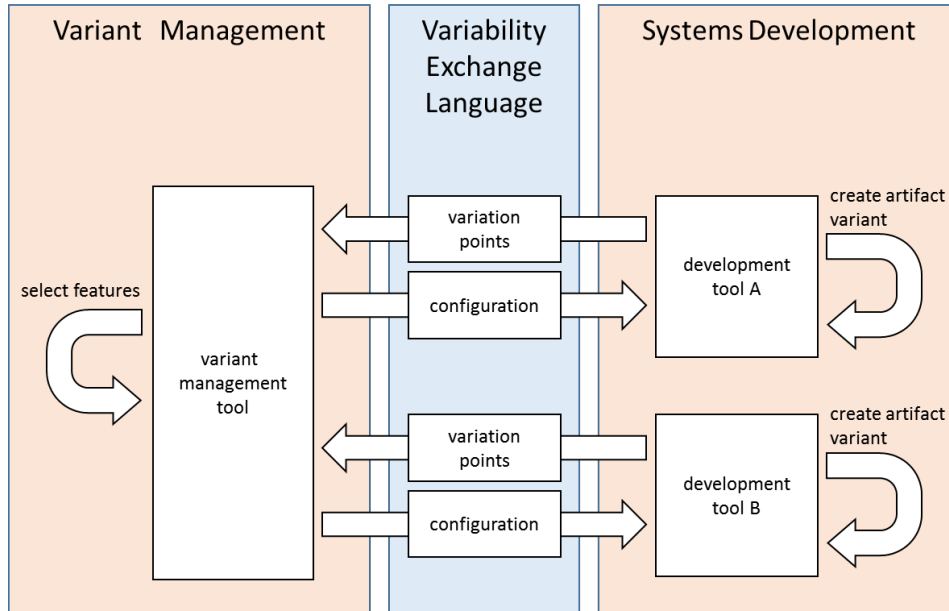 Variant Management
Variability
Exchange
Language
Systems Development
select features
variant
management
tool
variation
points
configuration
development
tool A
create artifact
variant
variation
points
configuration
development
tool B
create artifact
variant